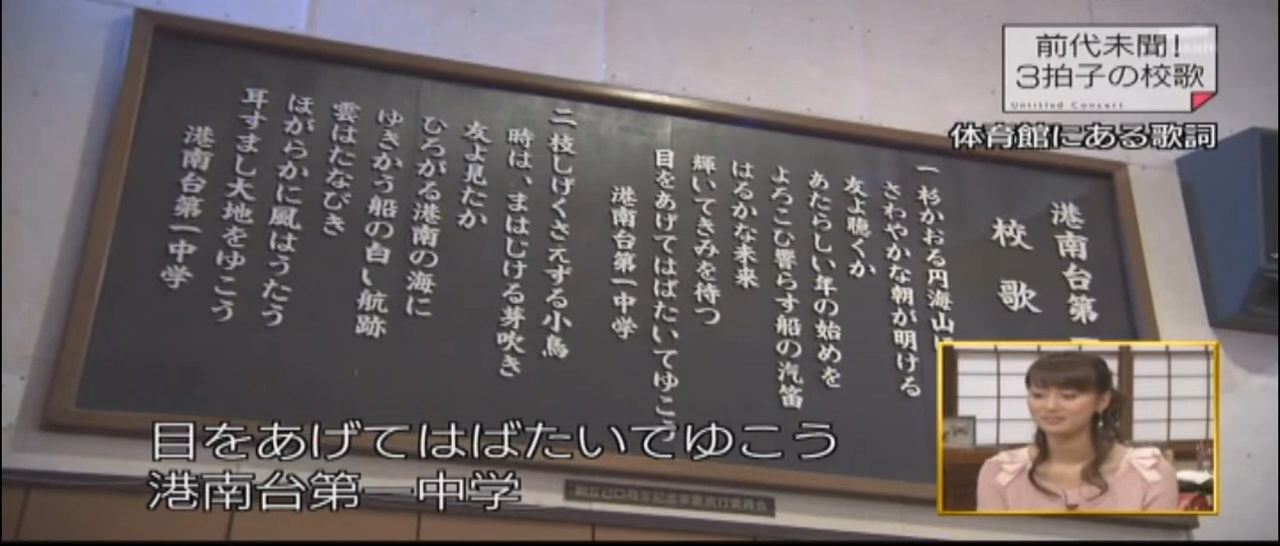 前代未聞!
3拍子の校歌
Untitled Concert
体育館にある歌詞
港南台第
校歌
一 杉かおる円海山
さわやかな朝が明ける
友よ聴くか
あたらしい年の始めを
よろこび響らす船の汽笛
はるかな未来
輝いてきみを待つ
目をあげてはばたいてゆこう
港南台第一中学
二 枝しげくさえずる小鳥
時は、まはじける芽吹き
友よ見たか
ひろがる港南の海に
ゆきかう船の白い航跡
雲はたなびき
ほがらかに風はうたう
耳すまし大地をゆこう
港南台第一中学
目をあげてはばたいてゆこう
港南台第一中学